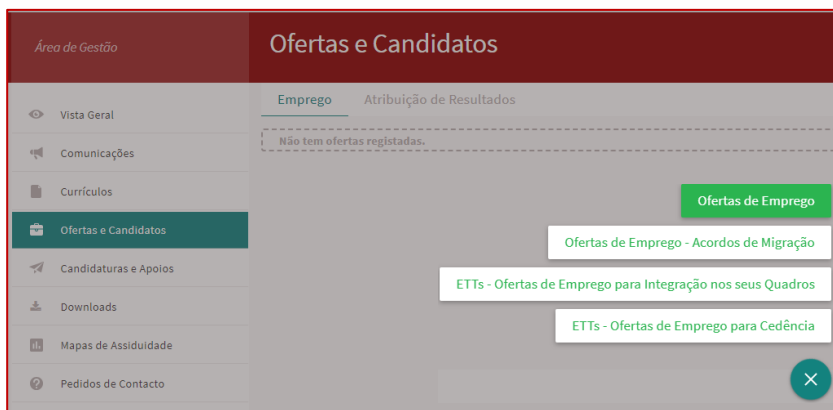 Área de Gestão
Ofertas e Candidatos
Emprego
Atribuição de Resultados
Vista Geral
Não tem ofertas registadas.
Comunicações
Currículos
Ofertas e Candidatos
Candidaturas e Apoios
Downloads
Mapas de Assiduidade
Pedidos de Contacto
Ofertas de Emprego
Ofertas de Emprego - Acordos de Migração
ETTs - Ofertas de Emprego para Integração nos seus Quadros
ETTs - Ofertas de Emprego para Cedência